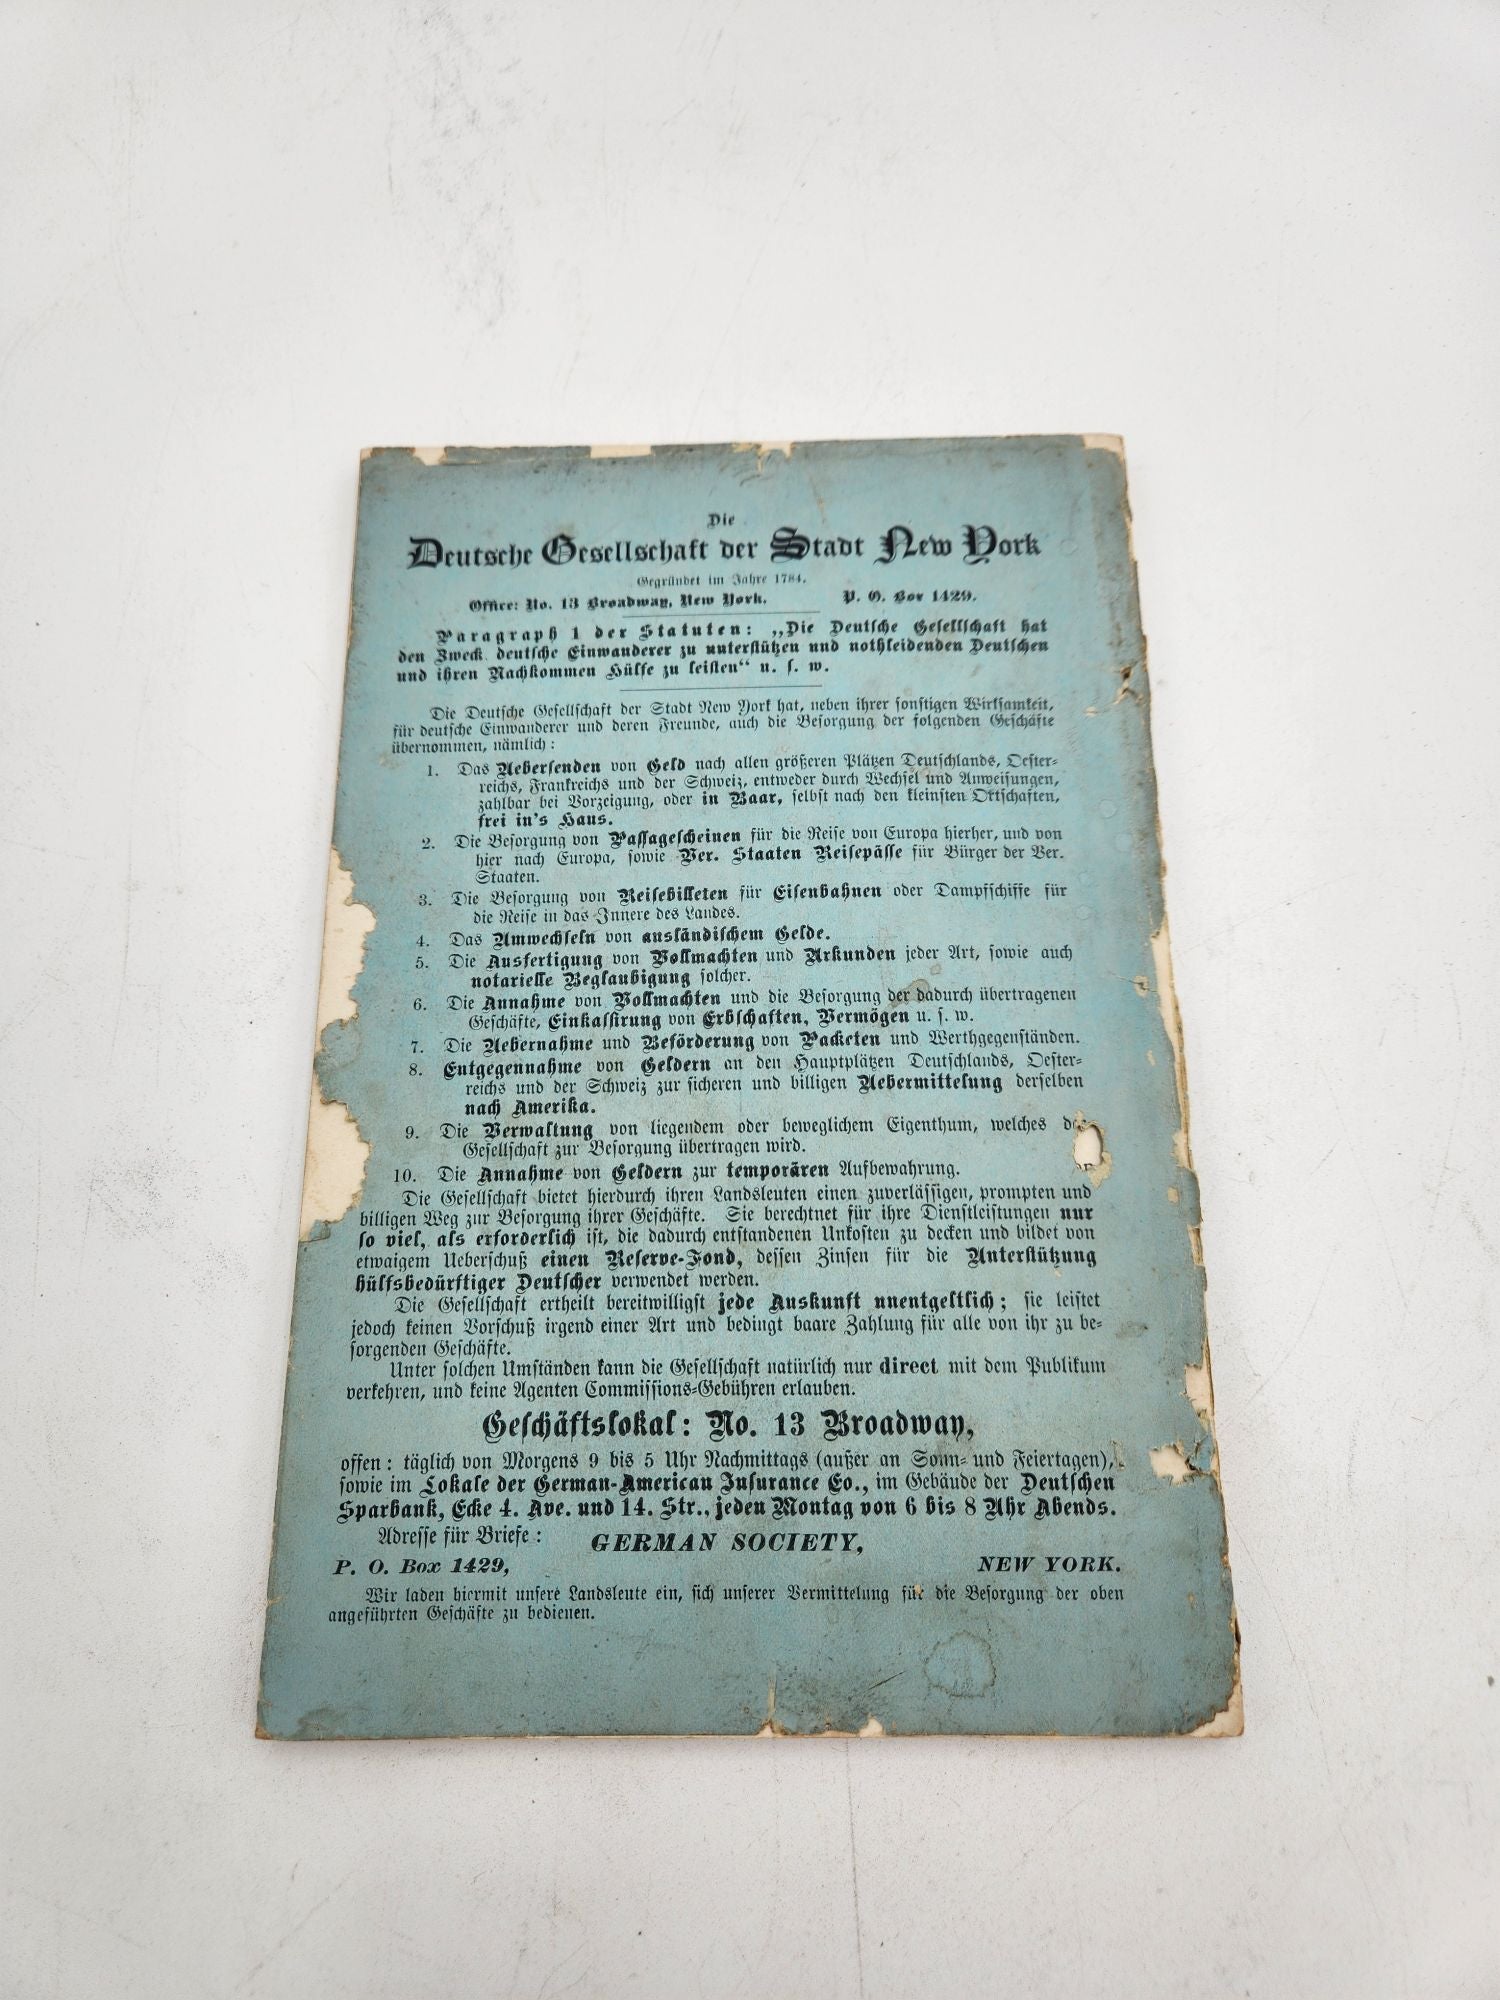 Die
Deutsche Gesellschaft der Stadt New York
Gegründet im Jahre 1784.
Office: No. 13 Broadway, New York. P. O. Box 1429.
Paragraph 1 der Statuten: „Die Deutsche Gesellschaft hat
den Zweck deutsche Einwanderer zu unterstützen und nothleidenden Deutschen
und ihren Nachkommen Hülfe zu leisten“ u. s. w.
Die Deutsche Gesellschaft der Stadt New York hat, neben ihrer sonstigen Wirksamkeit,
für deutsche Einwanderer und deren Freunde, auch die Besorgung der folgenden Geschäfte
übernommen, nämlich:
1. Das Uebersenden von Geld nach allen größeren Plätzen Deutschlands, Oester-
reichs, Frankreichs und der Schweiz, entweder durch Wechsel und Anweisungen,
zahlbar bei Vorzeigung, oder in Baar, selbst nach den kleinsten Ortschaften,
frei in's Haus.
2. Die Besorgung von Passagescheinen für die Reise von Europa hierher, und von
hier nach Europa, sowie Ver. Staaten Reisepässe für Bürger der Ver.
Staaten.
3. Die Besorgung von Reisebilleten für Eisenbahnen oder Dampfschiffe für
die Reise in das Innere des Landes.
4. Das Umwechseln von ausländischem Gelde.
5. Die Ausfertigung von Vollmachten und Urkunden jeder Art, sowie auch
notarielle Beglaubigung solcher.
6. Die Annahme von Vollmachten und die Besorgung der dadurch übertragenen
Geschäfte, Einkassirung von Erbschaften, Vermögen u. s. w.
7. Die Uebernahme und Beförderung von Packeten und Werthgegenständen.
8. Entgegennahme von Geldern an den Hauptplätzen Deutschlands, Oester-
reichs und der Schweiz zur sicheren und billigen Uebermittelung derselben
nach Amerika.
9. Die Verwaltung von liegendem oder beweglichem Eigenthum, welches der
Gesellschaft zur Besorgung übertragen wird.
10. Die Annahme von Geldern zur temporären Aufbewahrung.
Die Gesellschaft bietet hierdurch ihren Landsleuten einen zuverlässigen, prompten und
billigen Weg zur Besorgung ihrer Geschäfte. Sie berechtnet für ihre Dienstleistungen nur
so viel, als erforderlich ist, die dadurch entstandenen Unkosten zu decken und bildet von
etwaigem Ueberschuß einen Reserve-Fond, dessen Zinsen für die Unterstützung
hülfsbedürftiger Deutscher verwendet werden.
Die Gesellschaft ertheilt bereitwilligst jede Auskunft unentgeltlich; sie leistet
jedoch keinen Vorschuß irgend einer Art und bedingt baare Zahlung für alle von ihr zu be-
sorgenden Geschäfte.
Unter solchen Umständen kann die Gesellschaft natürlich nur direct mit dem Publikum
verkehren, und keine Agenten Commissions-Gebühren erlauben.
Geschäftslokal: No. 13 Broadway,
offen: täglich von Morgens 9 bis 5 Uhr Nachmittags (außer an Sonn- und Feiertagen),
sowie im Lokale der German-American Insurance Co., im Gebäude der Deutschen
Sparbank, Ecke 4. Ave. und 14. Str., jeden Montag von 6 bis 8 Uhr Abends.
Adresse für Briefe: GERMAN SOCIETY,
P. O. Box 1429, NEW YORK.
Wir laden hiermit unsere Landsleute ein, sich unserer Vermittelung für die Besorgung der oben
angeführten Geschäfte zu bedienen.